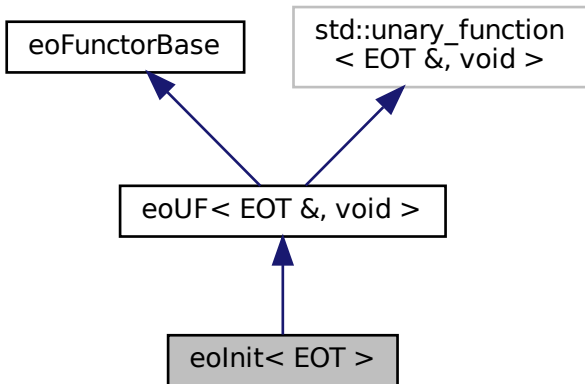 eoFunctorBase
std::unary_function
< EOT &, void >
eoUF< EOT &, void >
eoInit< EOT >